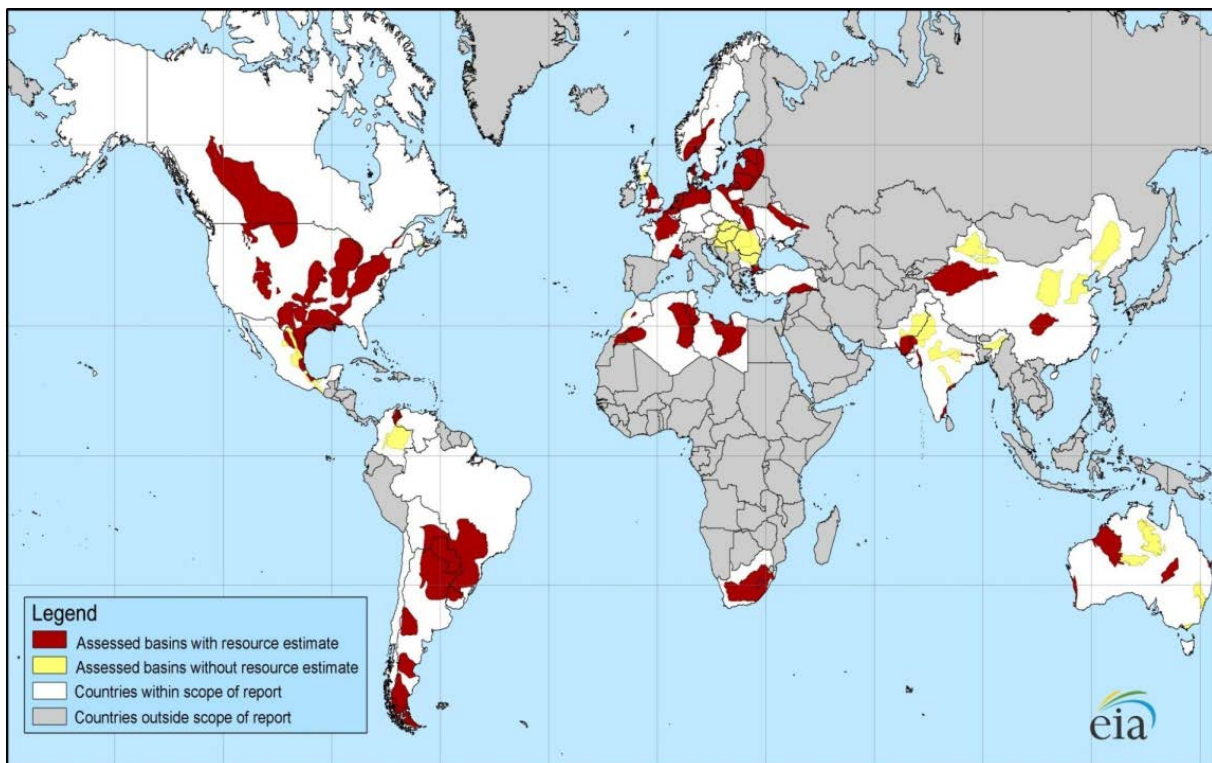 Legend
Assessed basins with resource estimate
Assessed basins without resource estimate
Countries within scope of report
Countries outside scope of report
eia